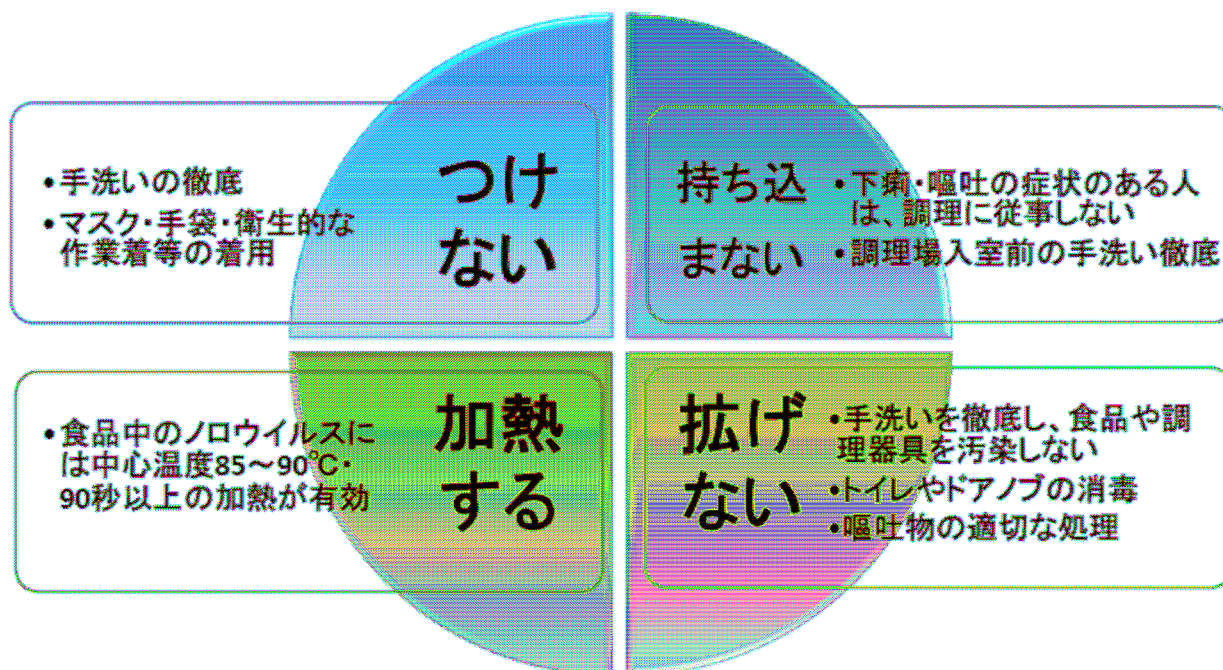 ・手洗いの徹底
・マスク・手袋・衛生的な
作業着等の着用
つけ
ない
持ち込
まない
・下痢・嘔吐の症状のある人
は、調理に従事しない
・調理場入室前の手洗い徹底
・食品中のノロウイルスに
は中心温度85～90℃・
90秒以上の加熱が有効
加熱
する
拡げ
ない
・手洗いを徹底し、食品や調
理器具を汚染しない
・トイレやドアノブの消毒
・嘔吐物の適切な処理